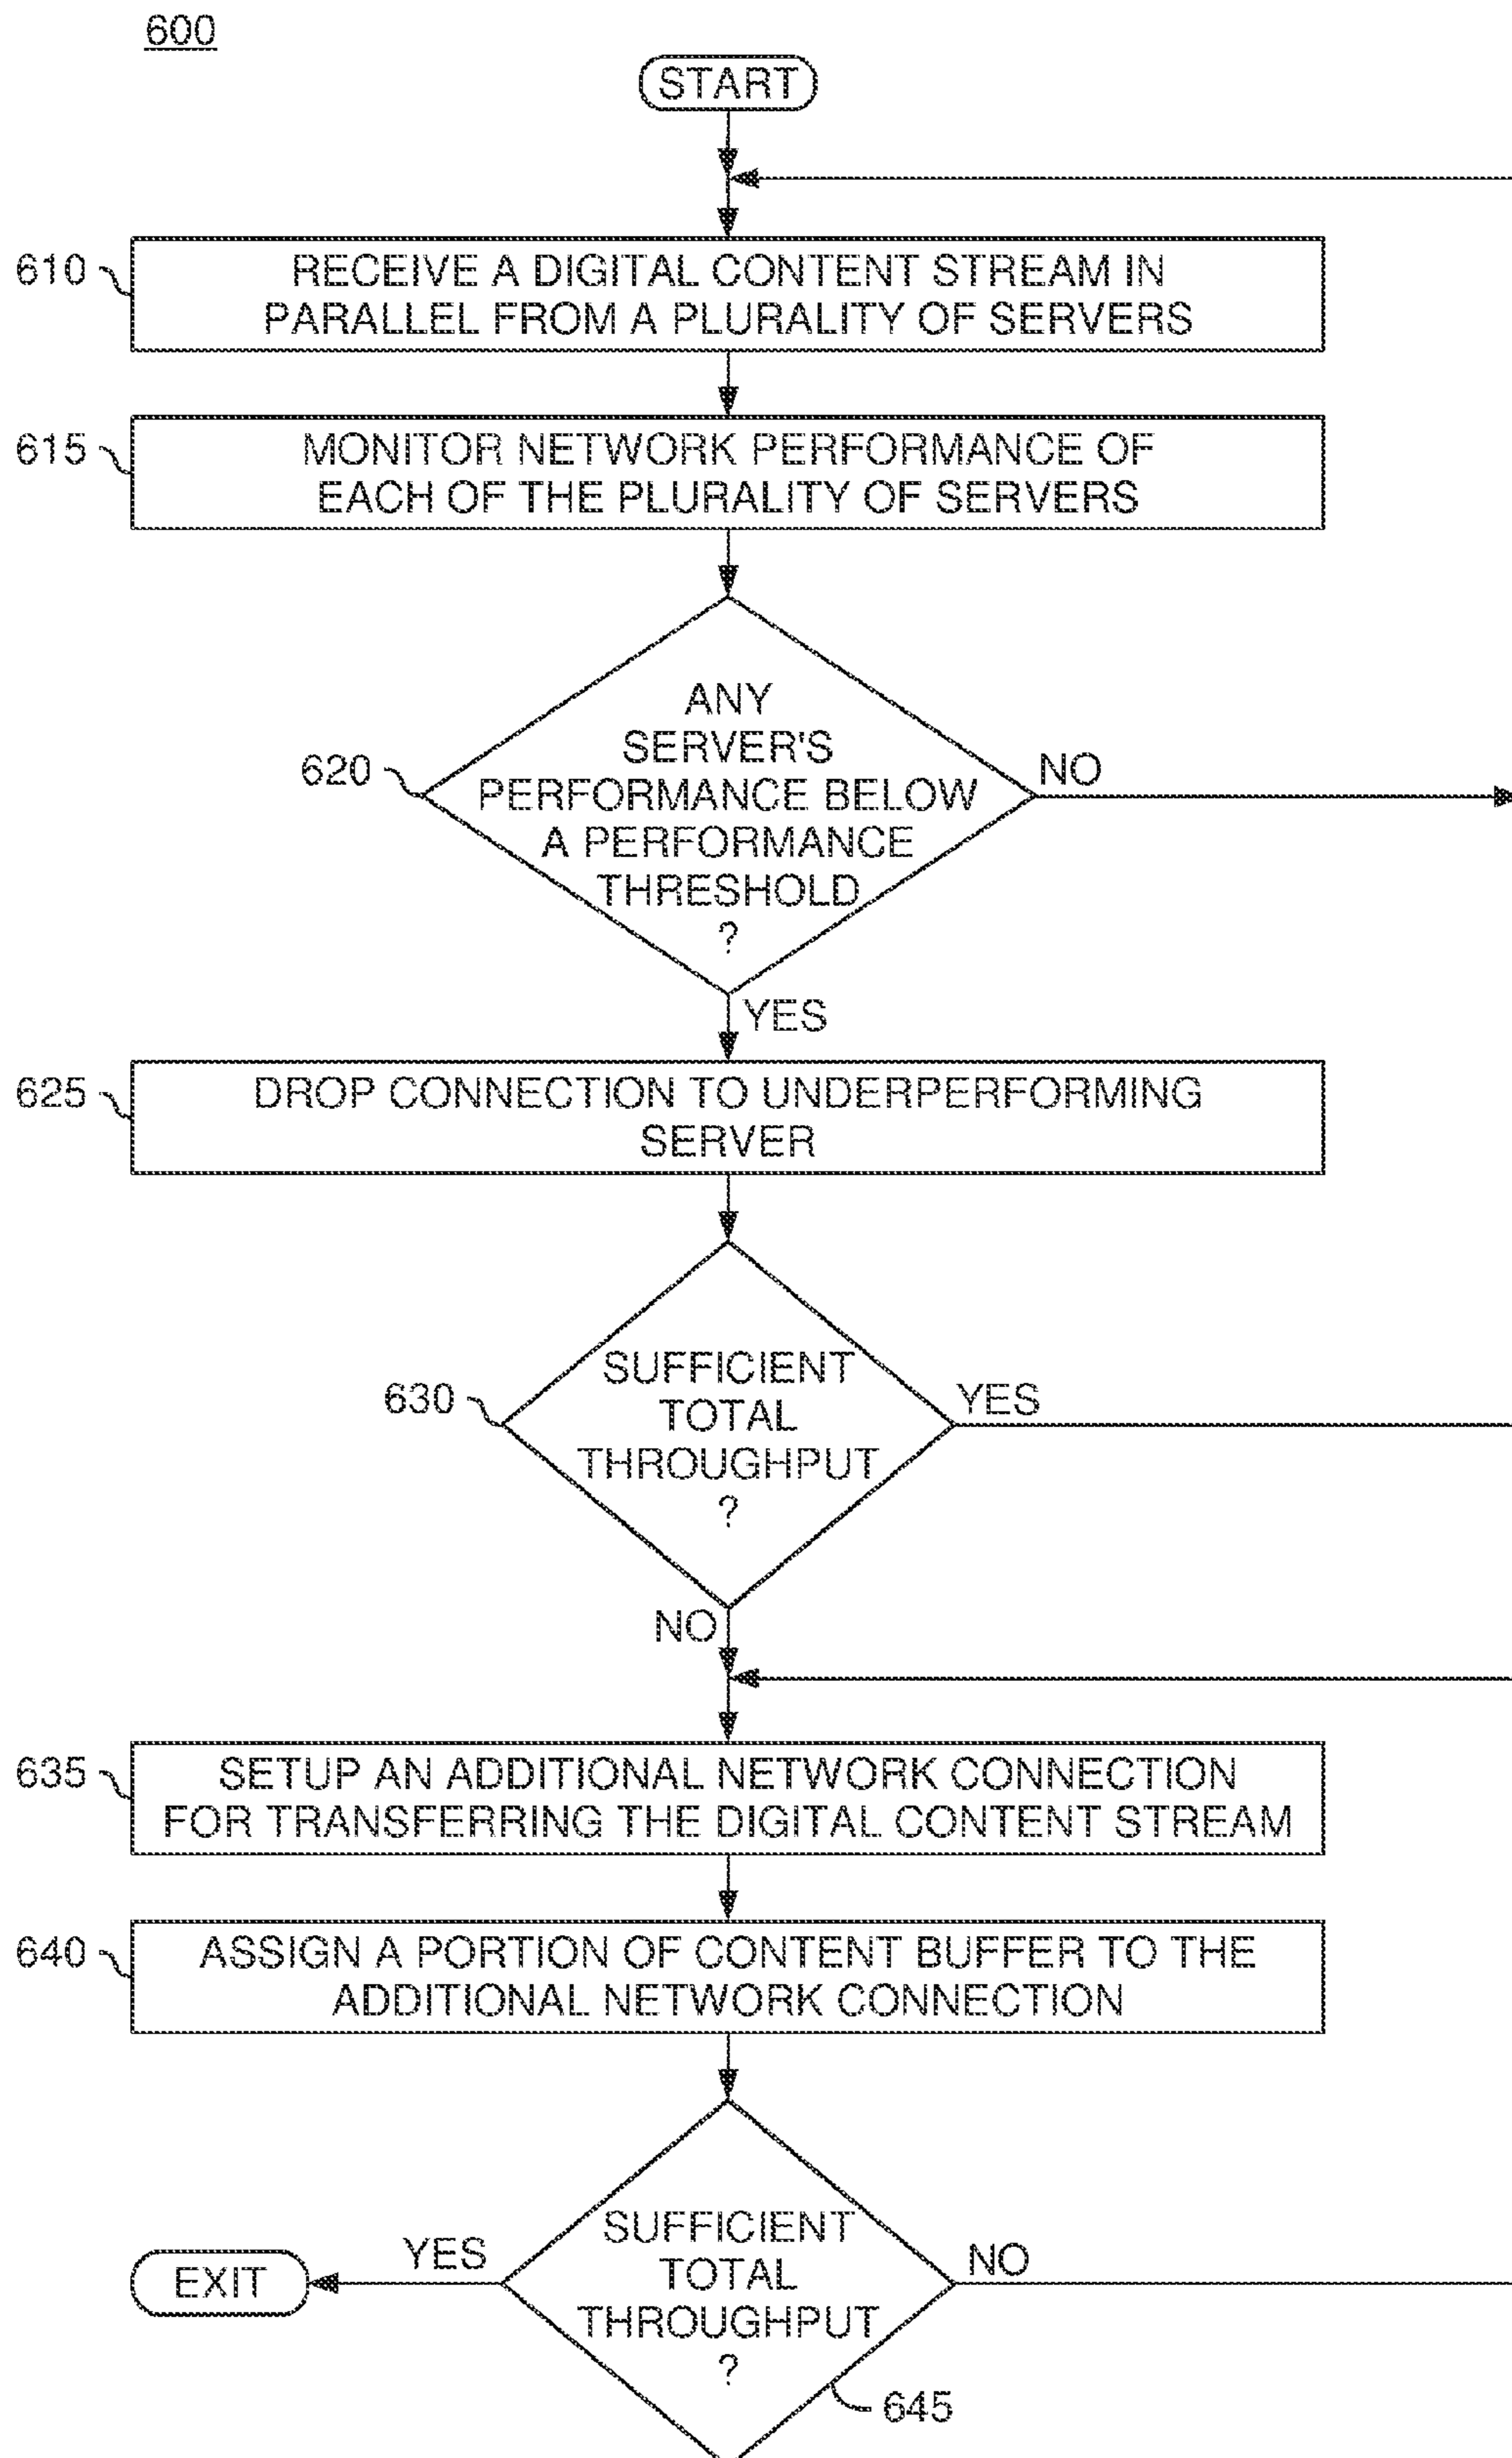 600
START
610
RECEIVE A DIGITAL CONTENT STREAM IN
PARALLEL FROM A PLURALITY OF SERVERS
615
MONITOR NETWORK PERFORMANCE OF
EACH OF THE PLURALITY OF SERVERS
620
ANY
SERVER'S
PERFORMANCE BELOW
A PERFORMANCE
THRESHOLD
?
NO
YES
625
DROP CONNECTION TO UNDERPERFORMING
SERVER
630
SUFFICIENT
TOTAL
THROUGHPUT
?
YES
NO
635
SETUP AN ADDITIONAL NETWORK CONNECTION
FOR TRANSFERRING THE DIGITAL CONTENT STREAM
640
ASSIGN A PORTION OF CONTENT BUFFER TO THE
ADDITIONAL NETWORK CONNECTION
SUFFICIENT
TOTAL
THROUGHPUT
?
YES
NO
EXIT
645